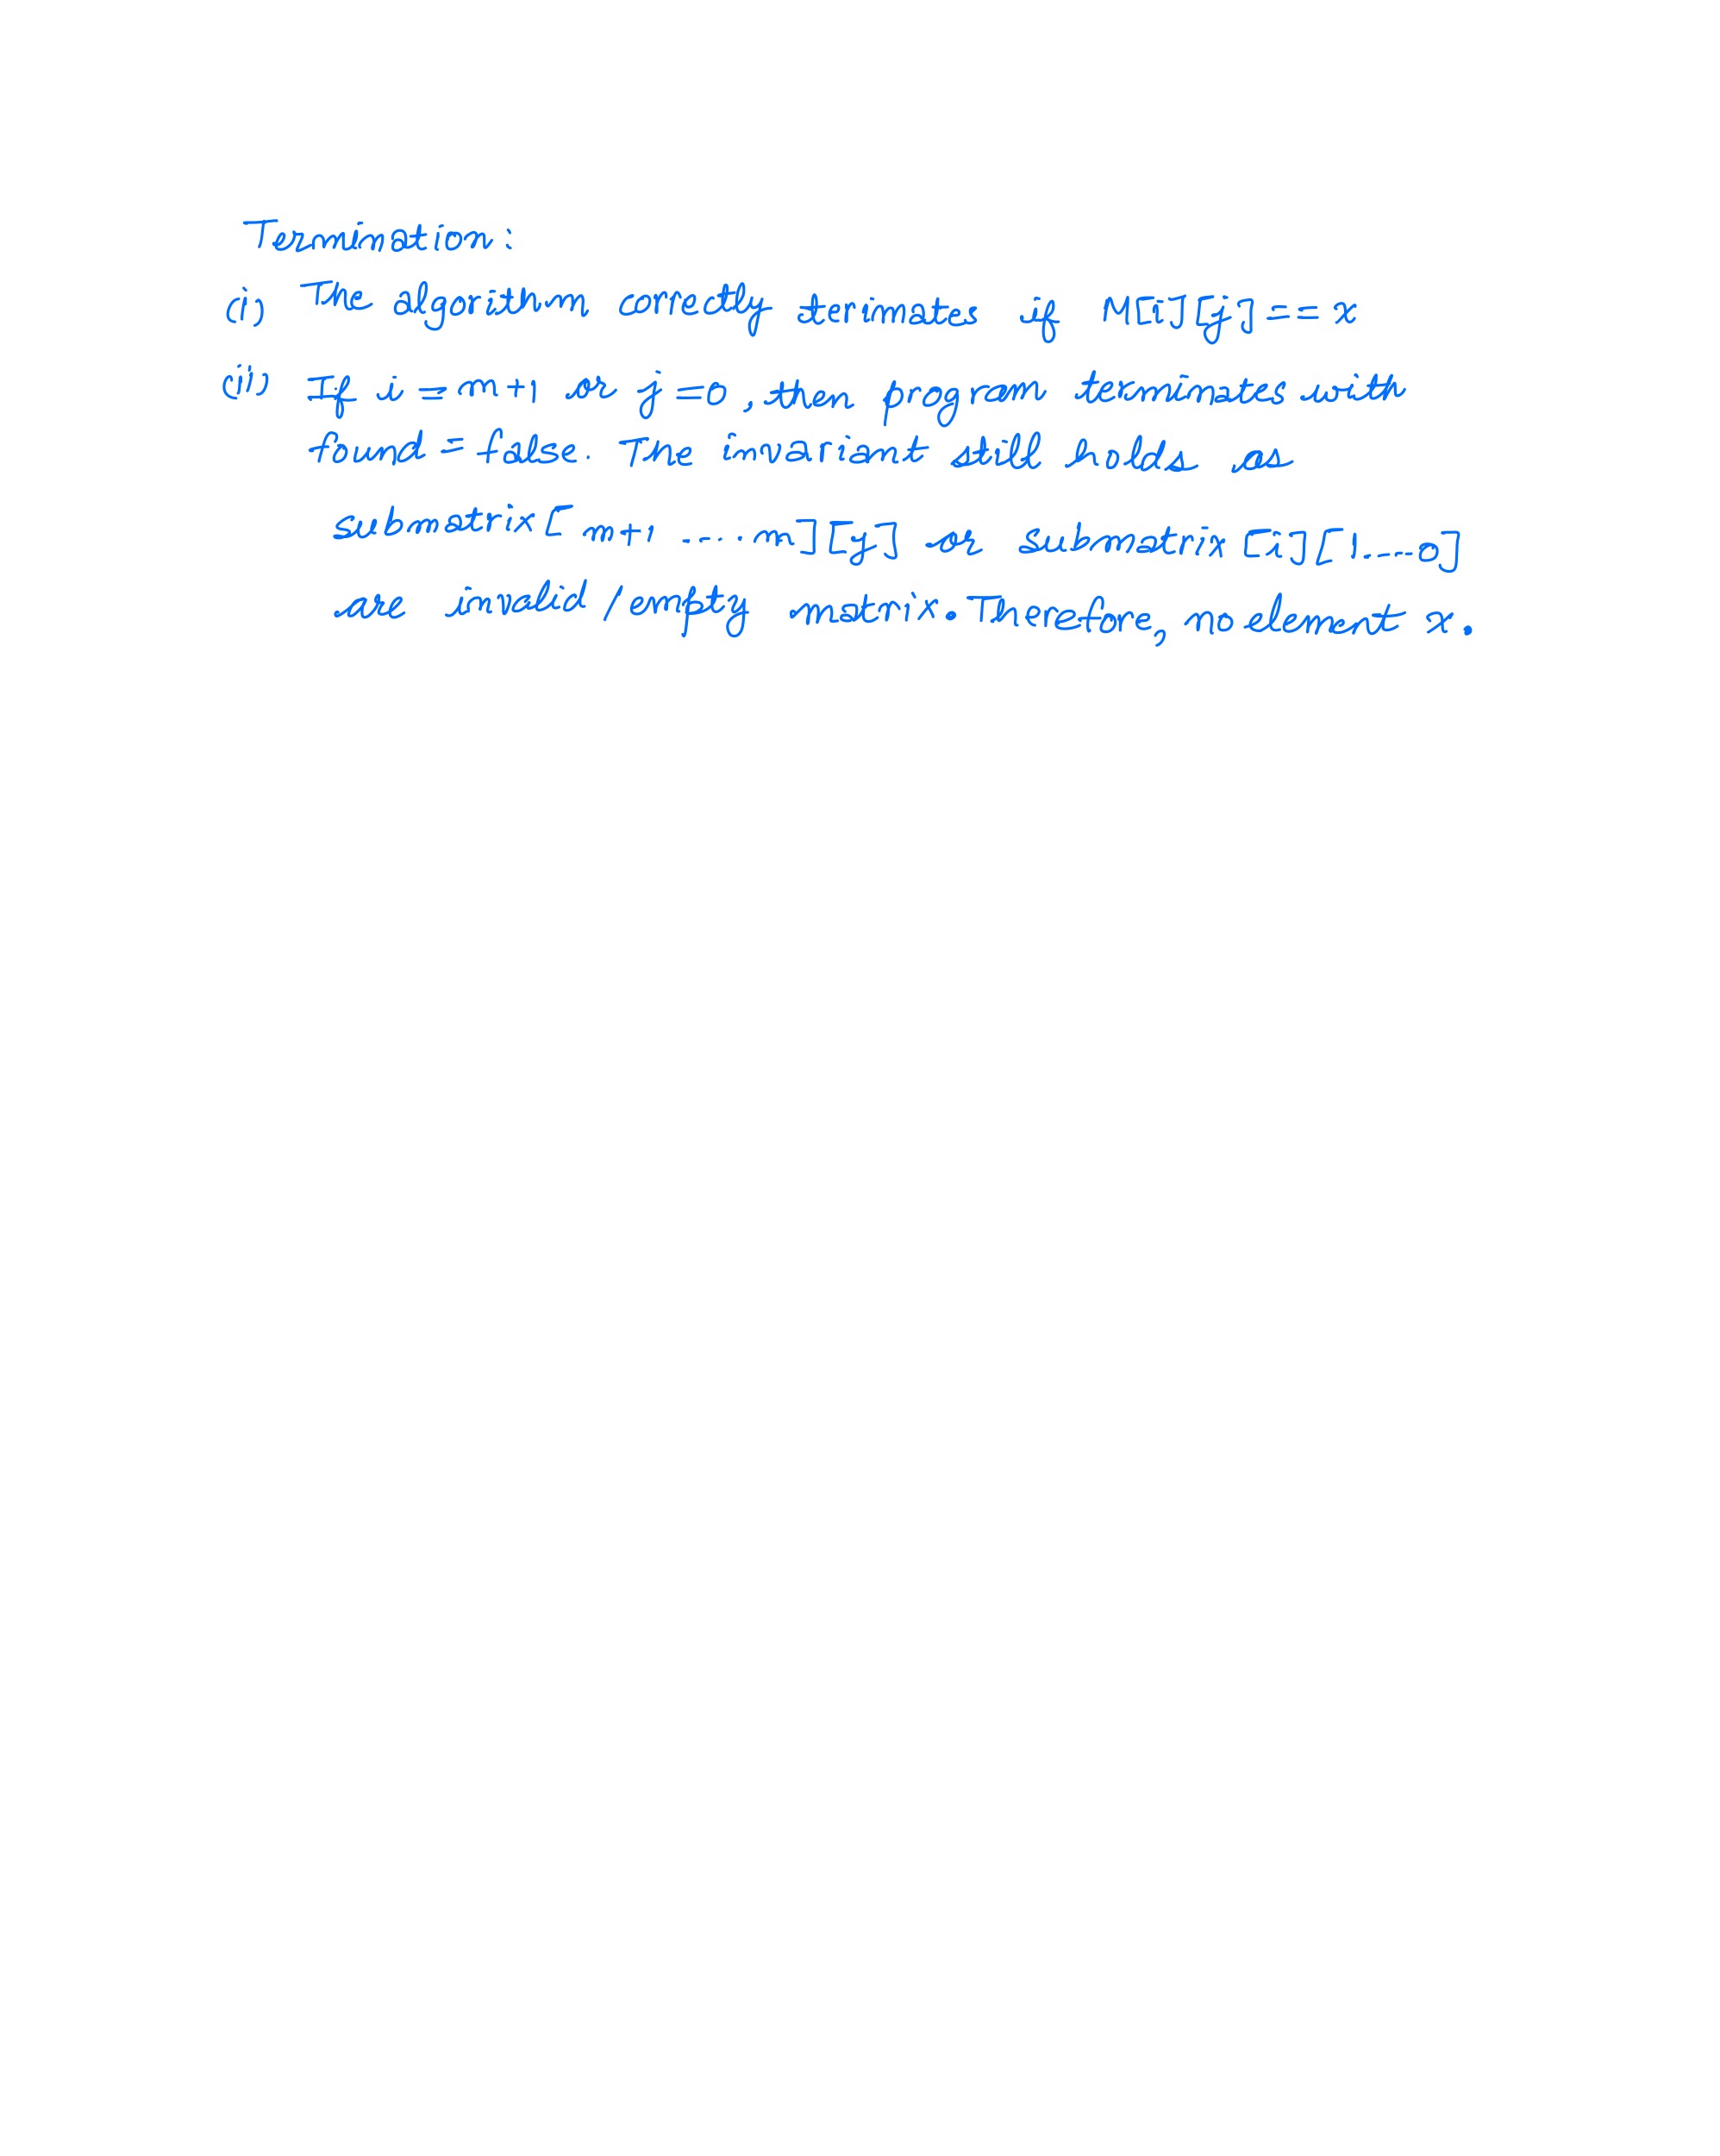 Termination:
(i) The algorithm correctly terimates if M[i][j] == x
(ii) If i = m+1 or j = 0, then program terminates with
found = false. The invariant still holds as
submatrix[m+1 ..... m][j] or submatrix [i][1.....0]
are invalid / empty matrix. Therefore, no element x.